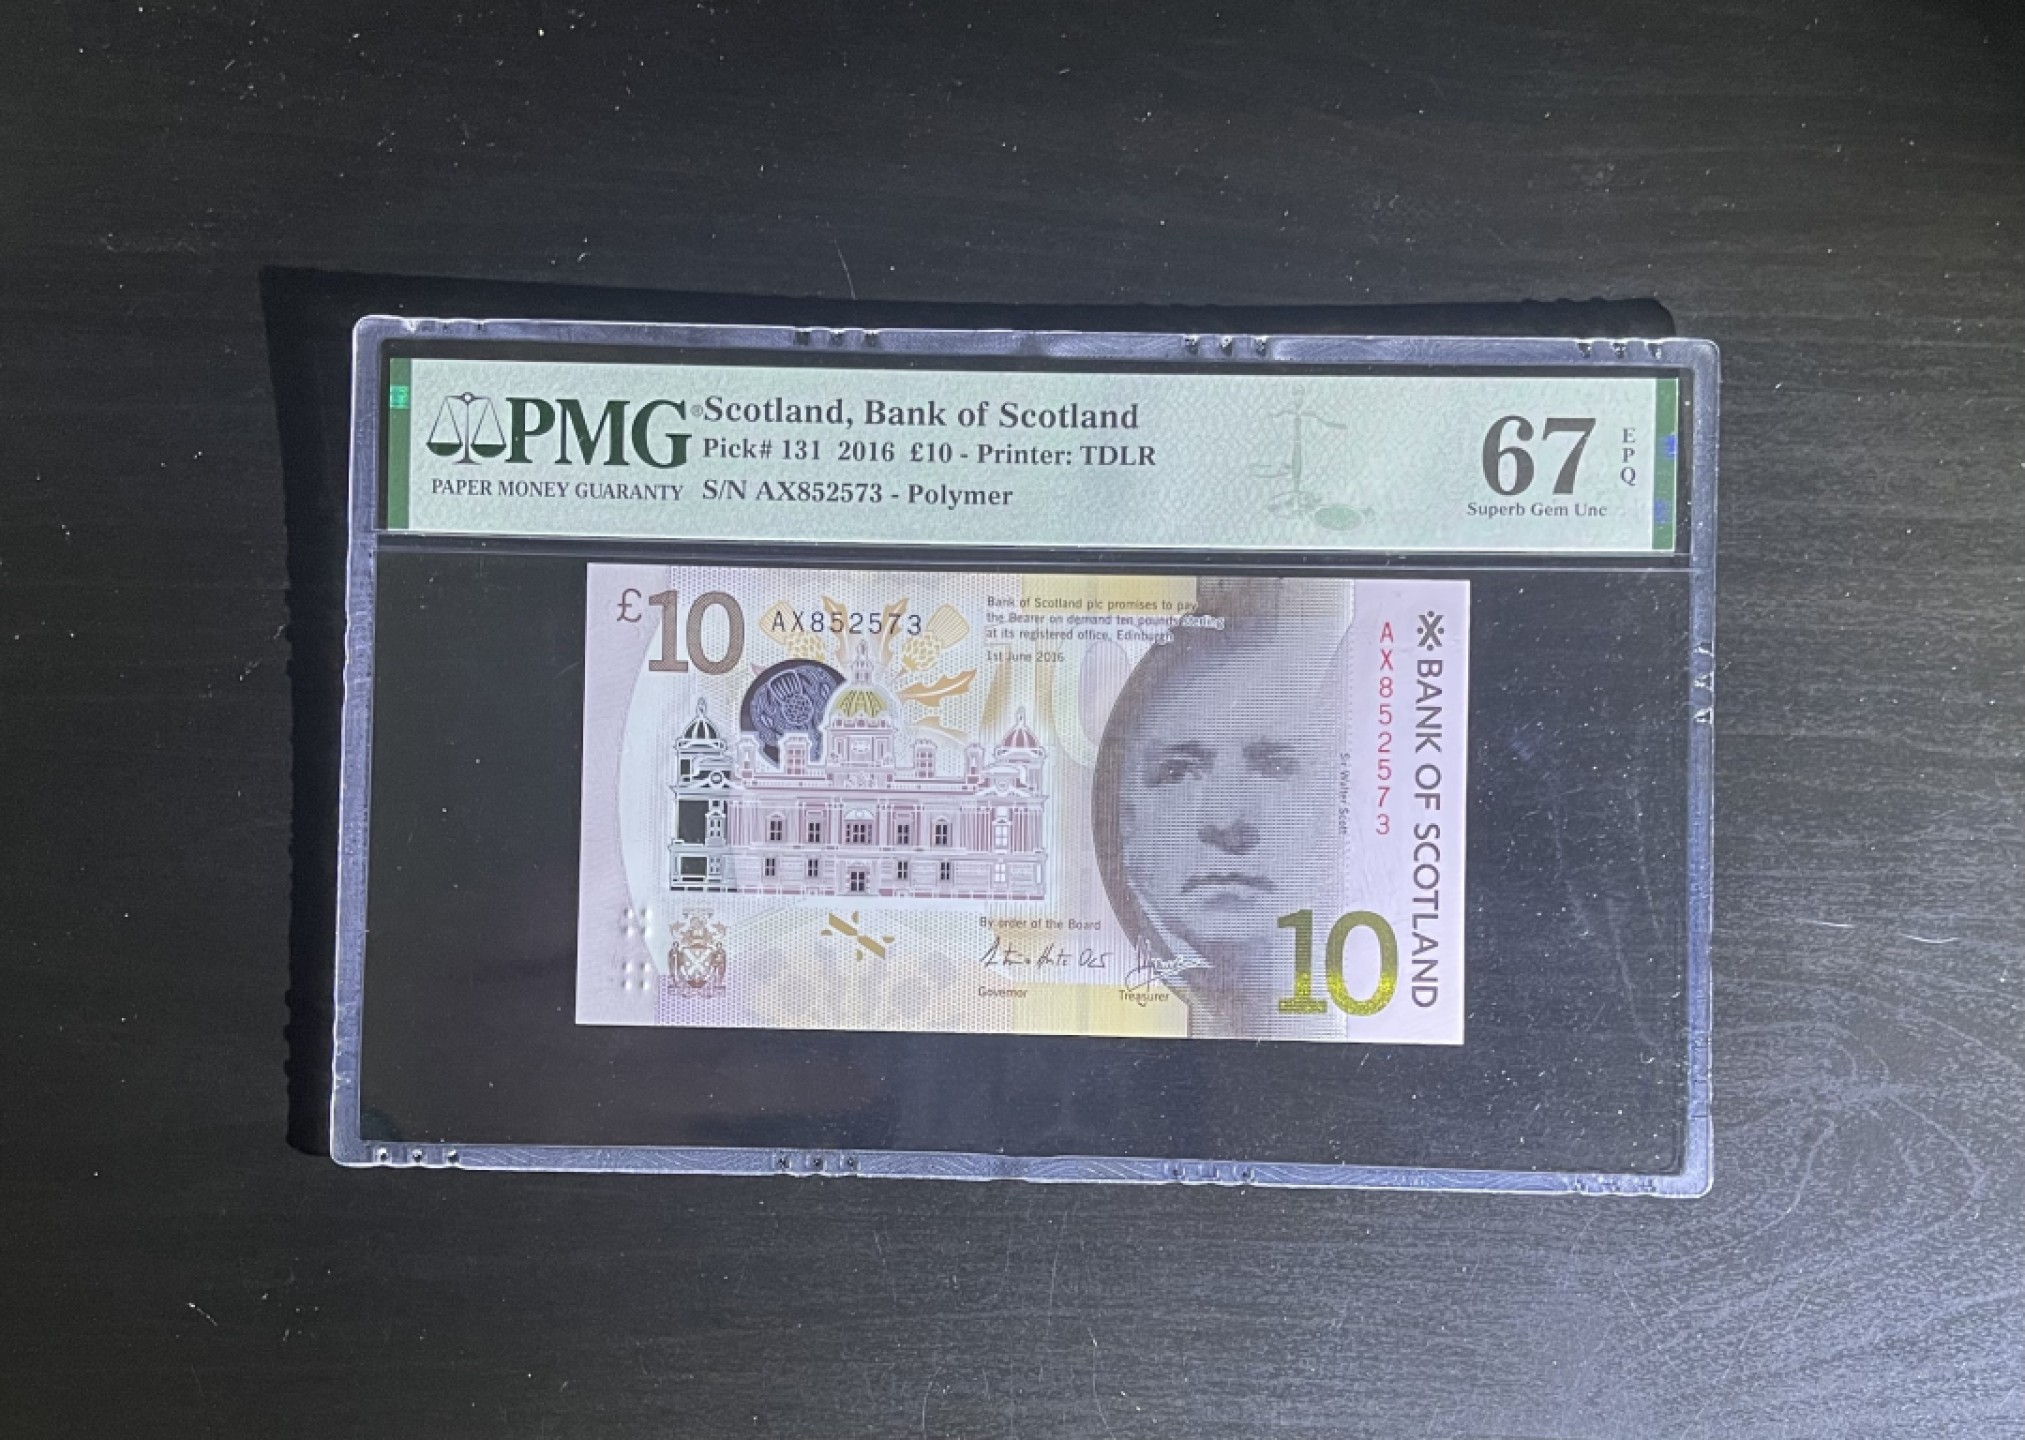 PMG®
PAPER MONEY GUARANTY
Scotland, Bank of Scotland
Pick# 131 2016 £10 - Printer: TDLR
S/N AX852573 - Polymer
67
EPQ
Superb Gem Unc
£10
AX852573
Bank of Scotland plc promises to pay
the Bearer on demand ten pounds sterling
at its registered office, Edinburgh
1st June 2016
By order of the Board
Governor
Treasurer
Sir Walter Scott
10
AX852573
BANK OF SCOTLAND